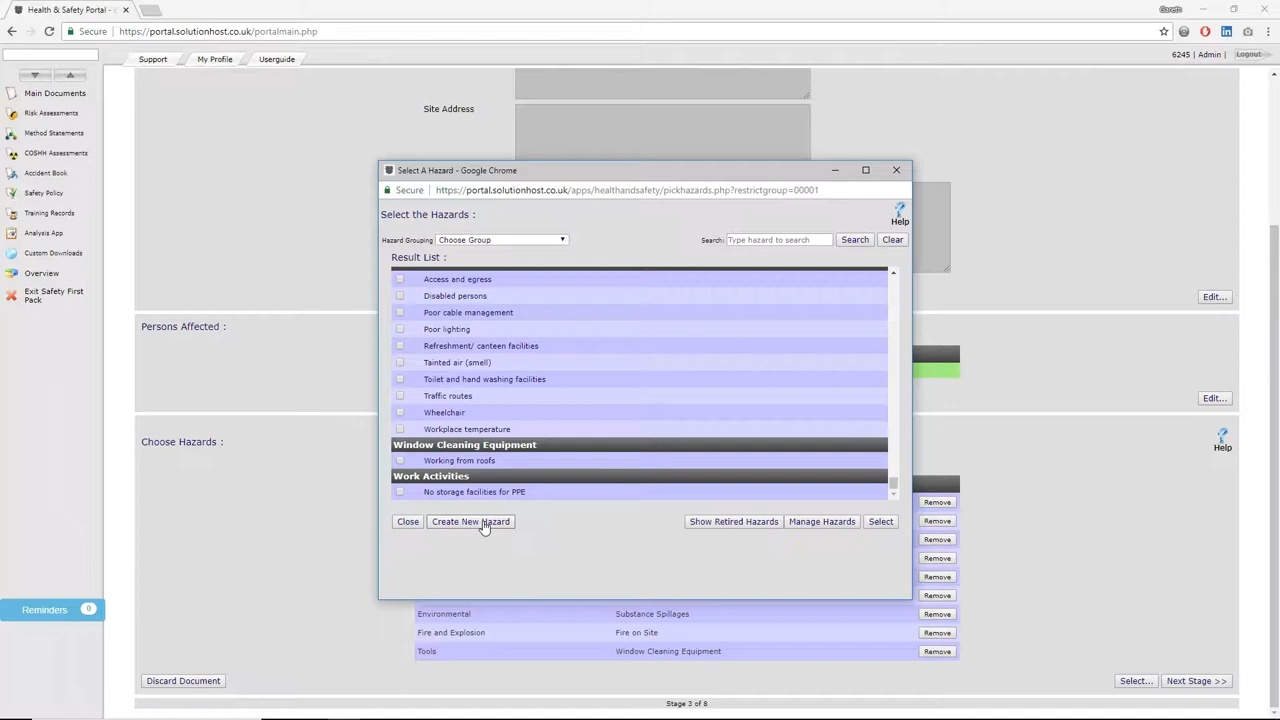 Health & Safety Portal -
Gareth
Secure
https://portal.solutionhost.co.uk/portalmain.php
Support
My Profile
Userguide
6245 | Admin |
Logout
Main Documents
Risk Assessments
Method Statements
COSHH Assessments
Accident Book
Safety Policy
Training Records
Analysis App
Custom Downloads
Overview
Exit Safety First
Pack
Reminders 0
Site Address
Edit...
Persons Affected :
Edit...
Choose Hazards :
Help
Select A Hazard - Google Chrome
Secure
https://portal.solutionhost.co.uk/apps/healthandsafety/pickhazards.php?restrictgroup=00001
Select the Hazards :
Help
Hazard Grouping Choose Group
Search: Type hazard to search Search Clear
Result List :
Access and egress
Disabled persons
Poor cable management
Poor lighting
Refreshment/ canteen facilities
Tainted air (smell)
Toilet and hand washing facilities
Traffic routes
Wheelchair
Workplace temperature
Window Cleaning Equipment
Working from roofs
Work Activities
No storage facilities for PPE
Close Create New Hazard Show Retired Hazards Manage Hazards Select
Remove
Remove
Remove
Remove
Remove
Remove
Environmental Substance Spillages Remove
Fire and Explosion Fire on Site Remove
Tools Window Cleaning Equipment Remove
Discard Document Select... Next Stage >>
Stage 3 of 8